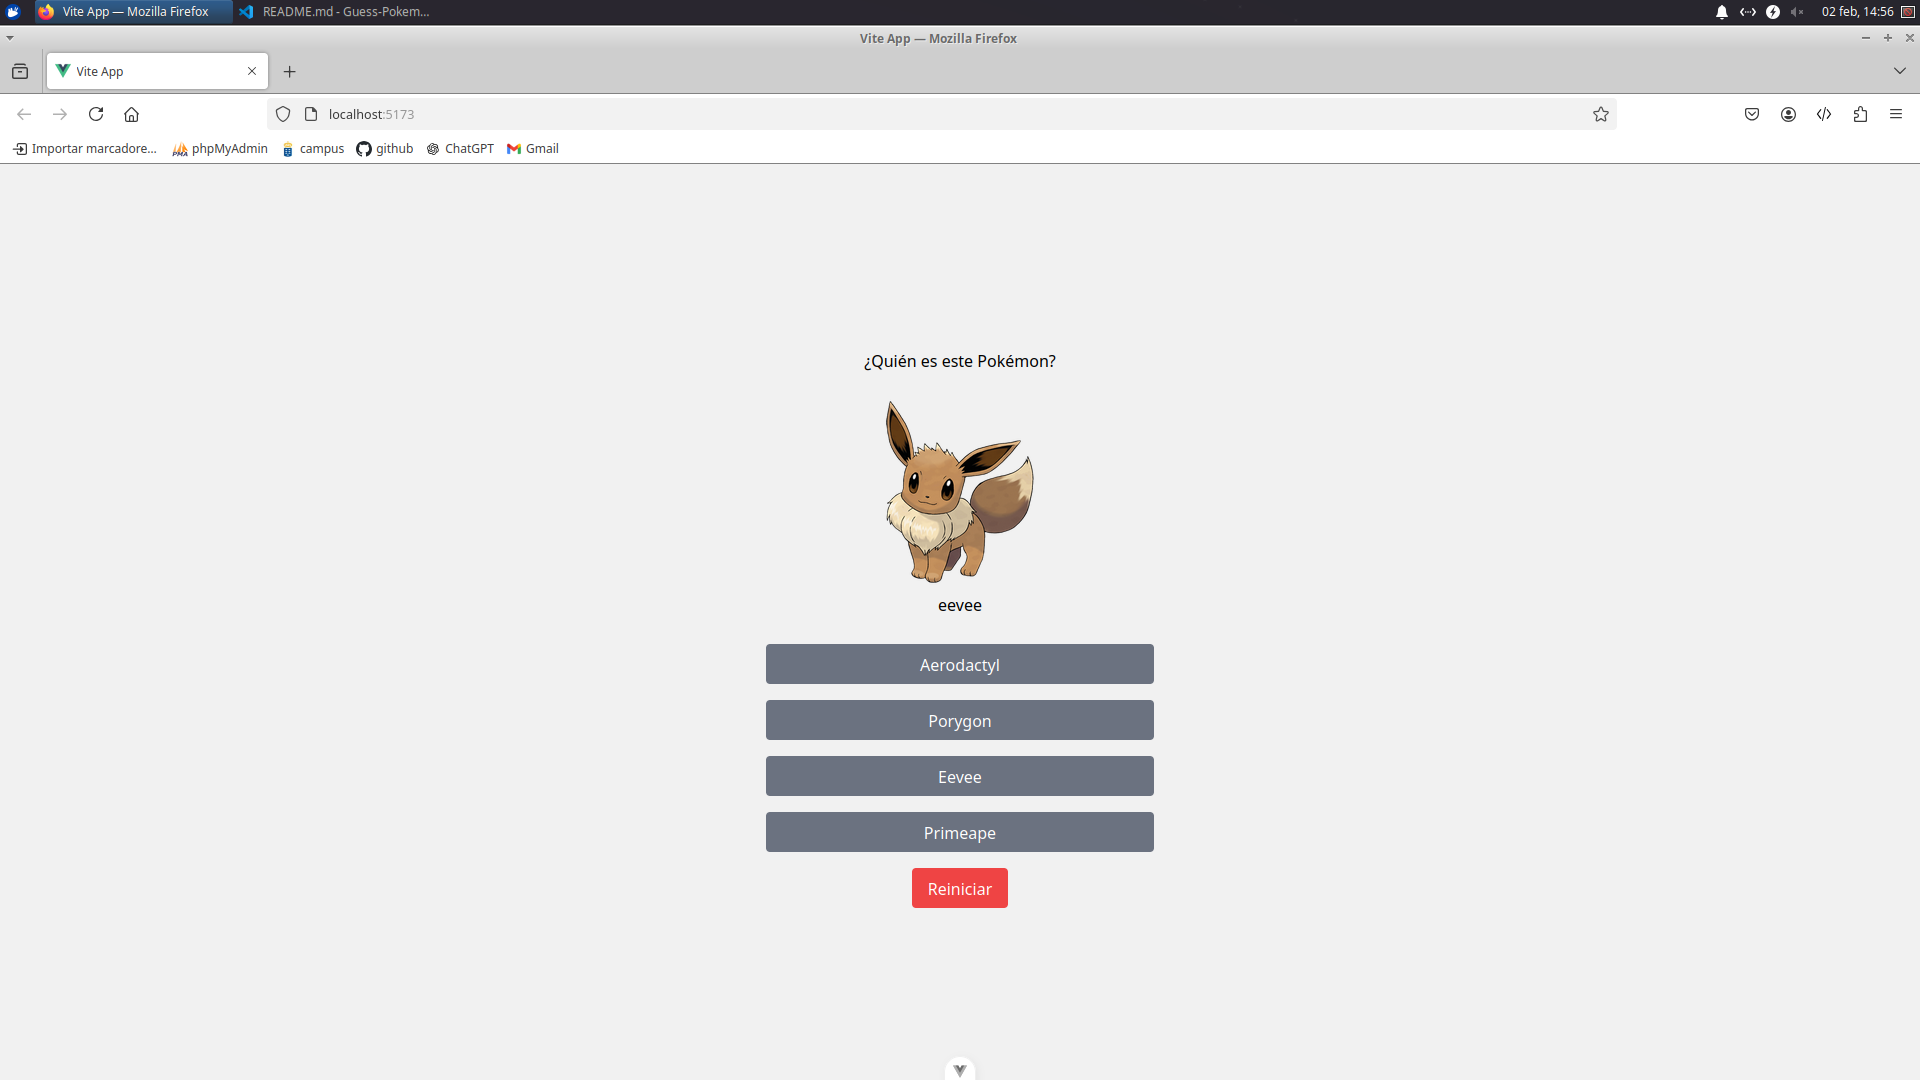 Vite App — Mozilla Firefox
README.md - Guess-Pokem...
02 feb, 14:56
Vite App — Mozilla Firefox
Vite App
localhost:5173
Importar marcadore...
phpMyAdmin
campus
github
ChatGPT
Gmail
¿Quién es este Pokémon?
eevee
Aerodactyl
Porygon
Eevee
Primeape
Reiniciar